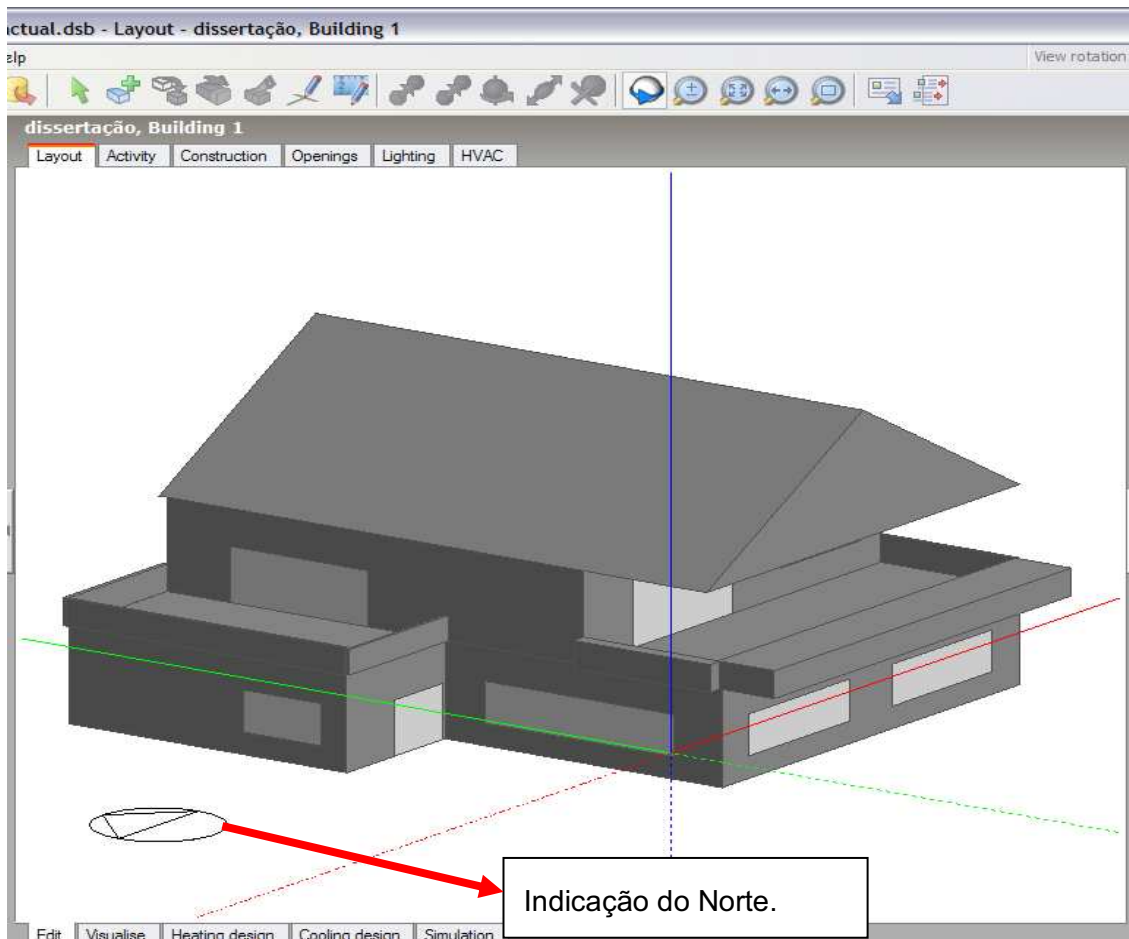 actual.dsb - Layout - dissertação, Building 1
elp
View rotation
dissertação, Building 1
Layout Activity Construction Openings Lighting HVAC
Indicação do Norte.
Edit Visualise Heating design Cooling design Simulation